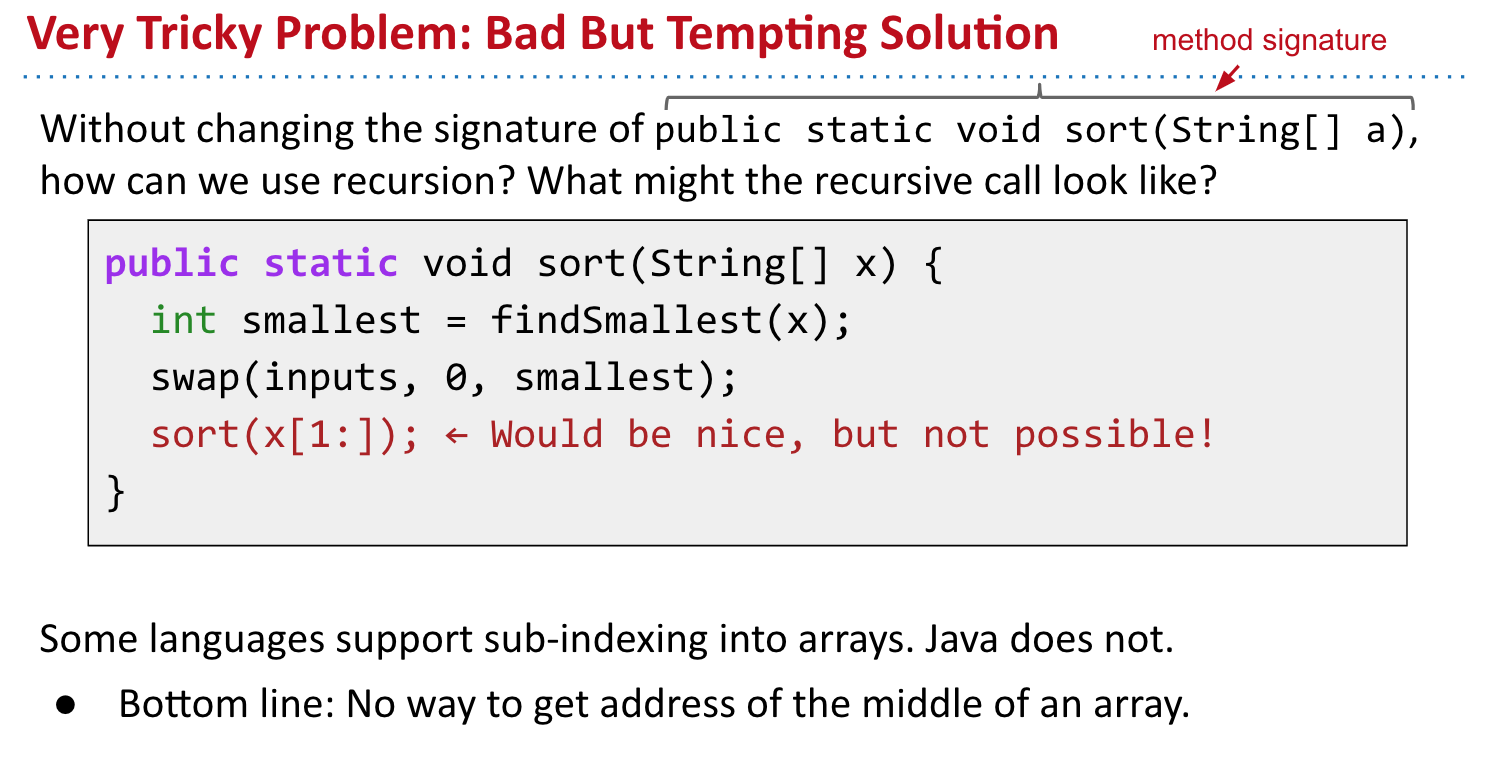 Very Tricky Problem: Bad But Tempting Solution
method signature
Without changing the signature of public static void sort(String[] a),
how can we use recursion? What might the recursive call look like?
public static void sort(String[] x) {
int smallest = findSmallest(x);
swap(inputs, 0, smallest);
sort(x[1:]); ← Would be nice, but not possible!
}
Some languages support sub-indexing into arrays. Java does not.
● Bottom line: No way to get address of the middle of an array.